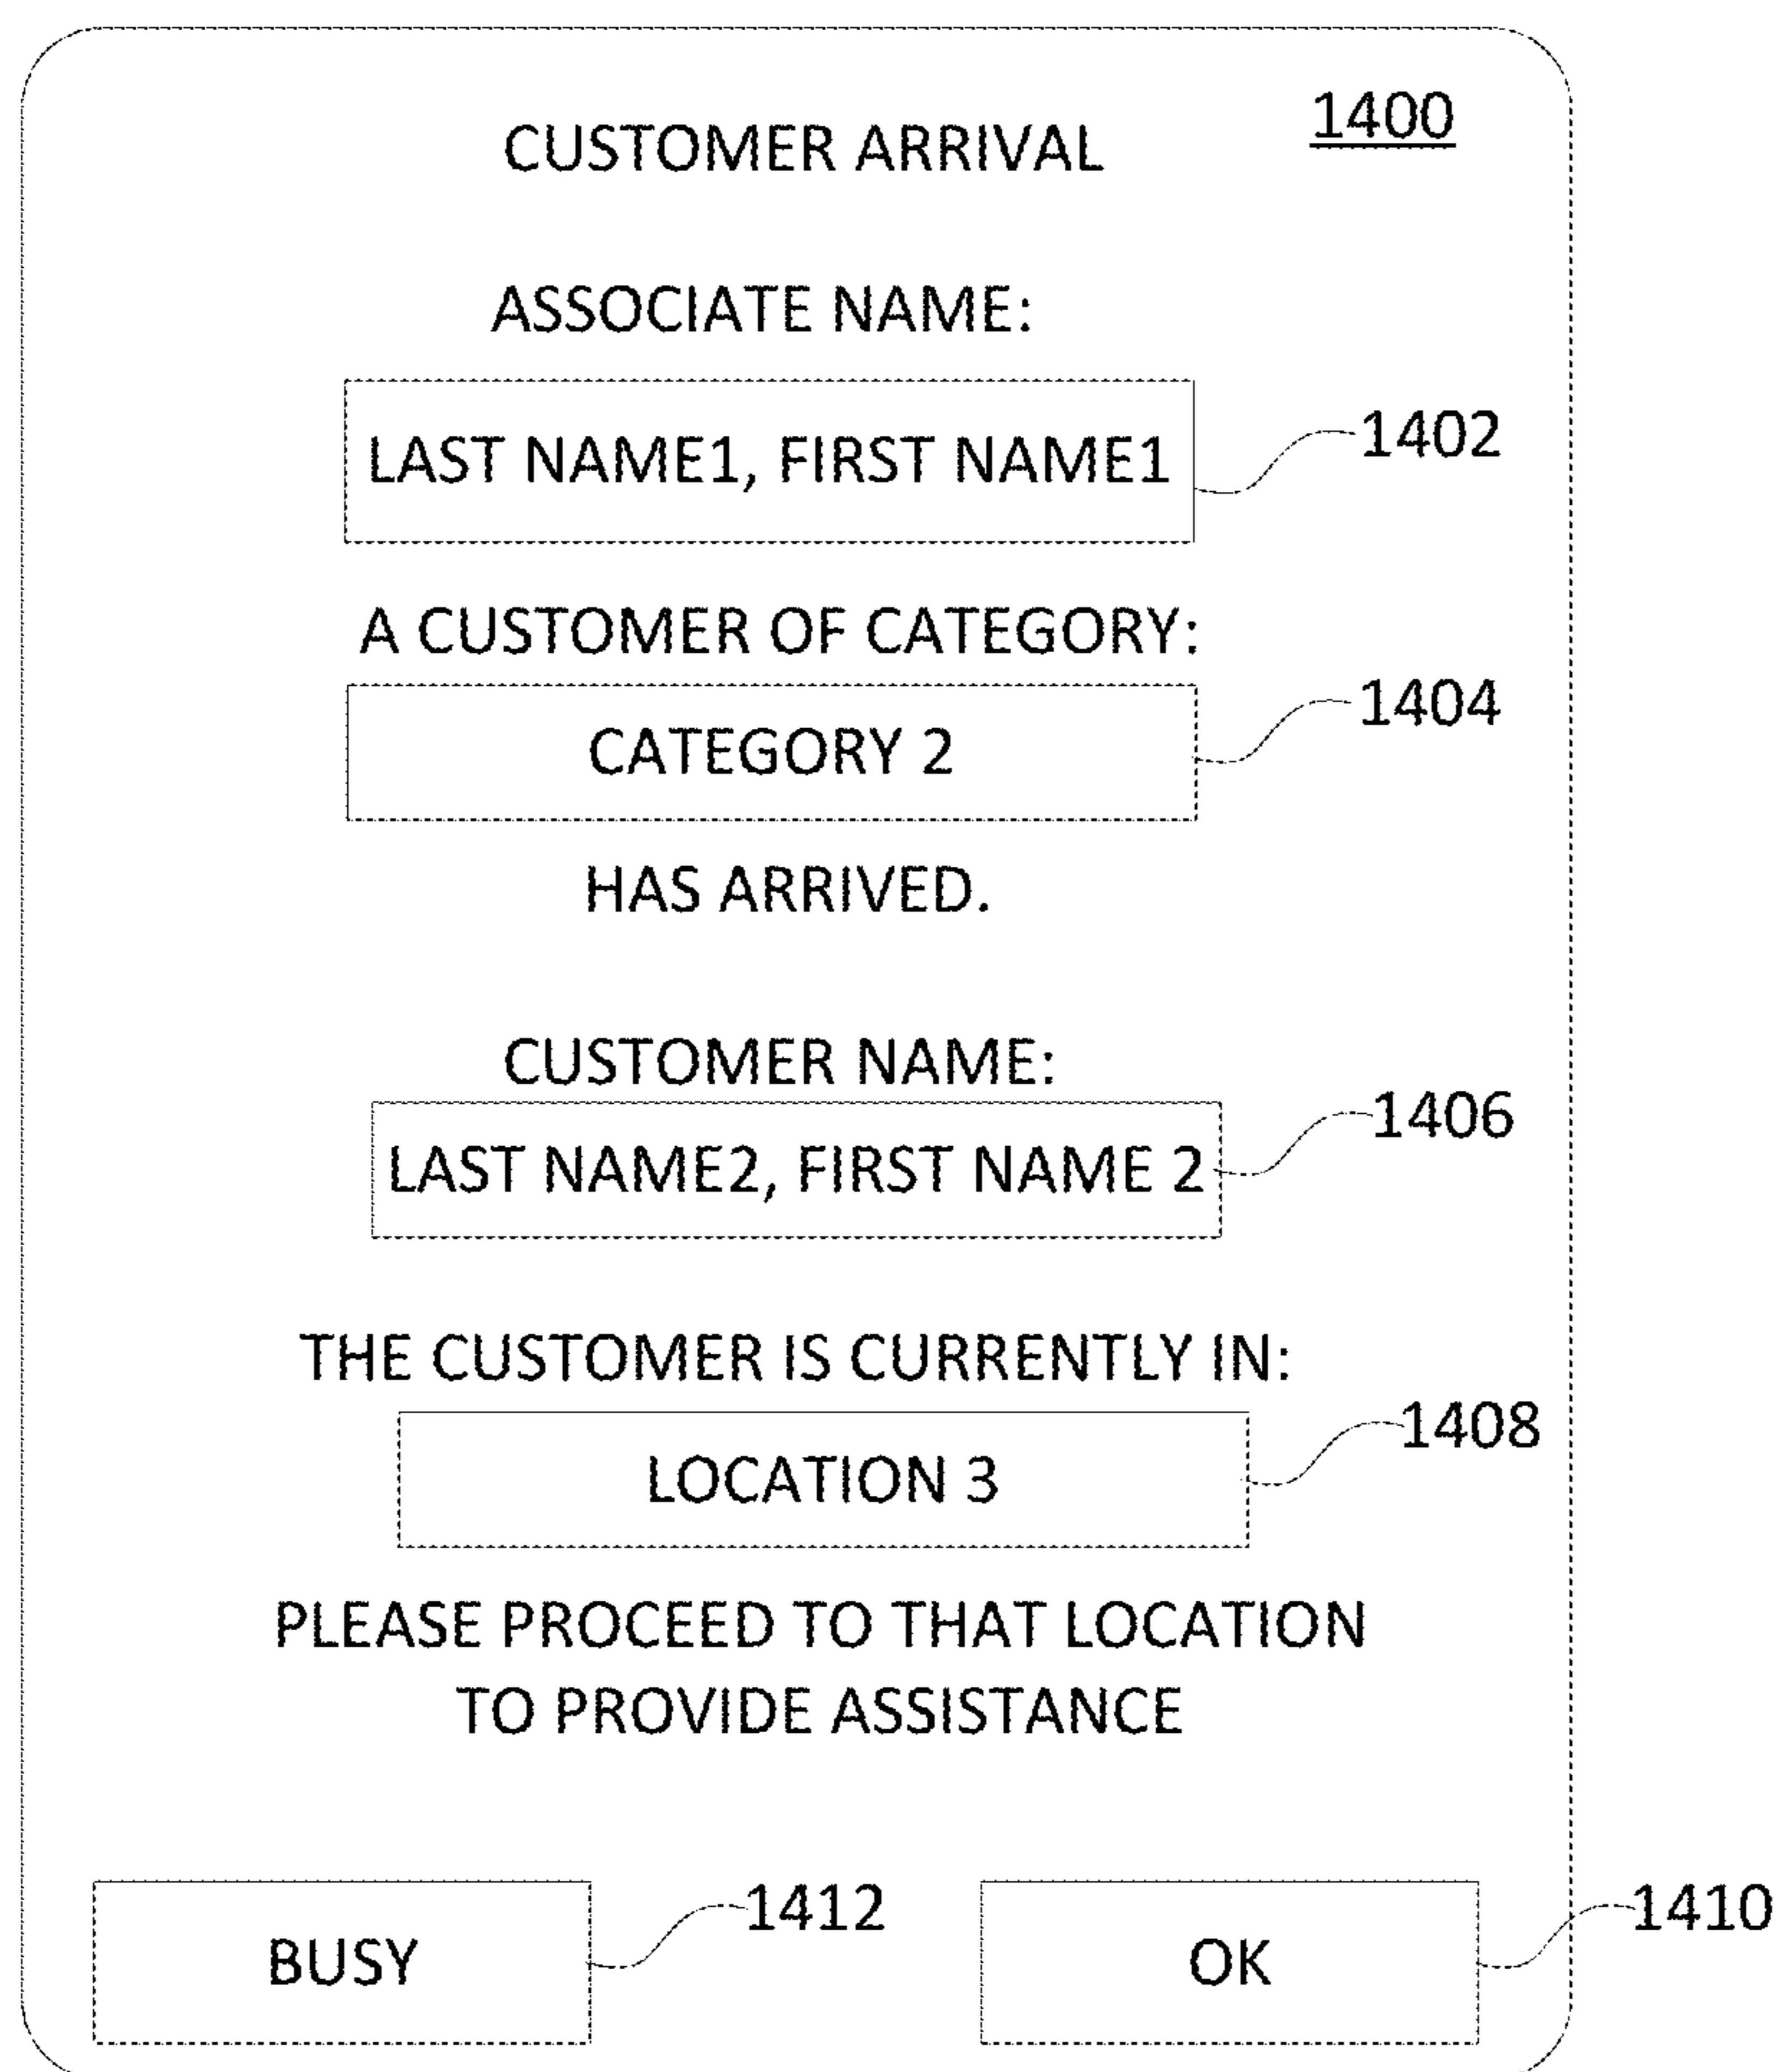 1400
CUSTOMER ARRIVAL
ASSOCIATE NAME:
LAST NAME1, FIRST NAME1
1402
A CUSTOMER OF CATEGORY:
CATEGORY 2
1404
HAS ARRIVED.
CUSTOMER NAME:
LAST NAME2, FIRST NAME 2
1406
THE CUSTOMER IS CURRENTLY IN:
LOCATION 3
1408
PLEASE PROCEED TO THAT LOCATION
TO PROVIDE ASSISTANCE
BUSY
1412
OK
1410